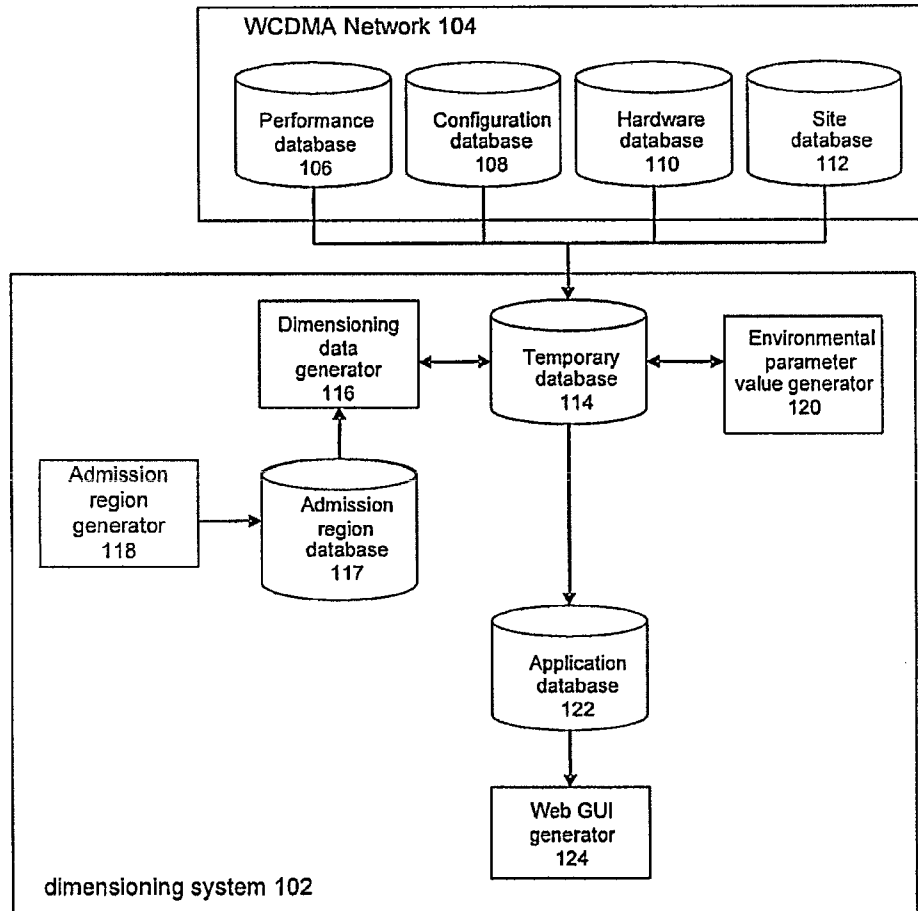 WCDMA Network 104
Performance
database
106
Configuration
database
108
Hardware
database
110
Site
database
112
Dimensioning
data
generator
116
Temporary
database
114
Environmental
parameter
value generator
120
Admission
region
generator
118
Admission
region
database
117
Application
database
122
Web GUI
generator
124
dimensioning system 102